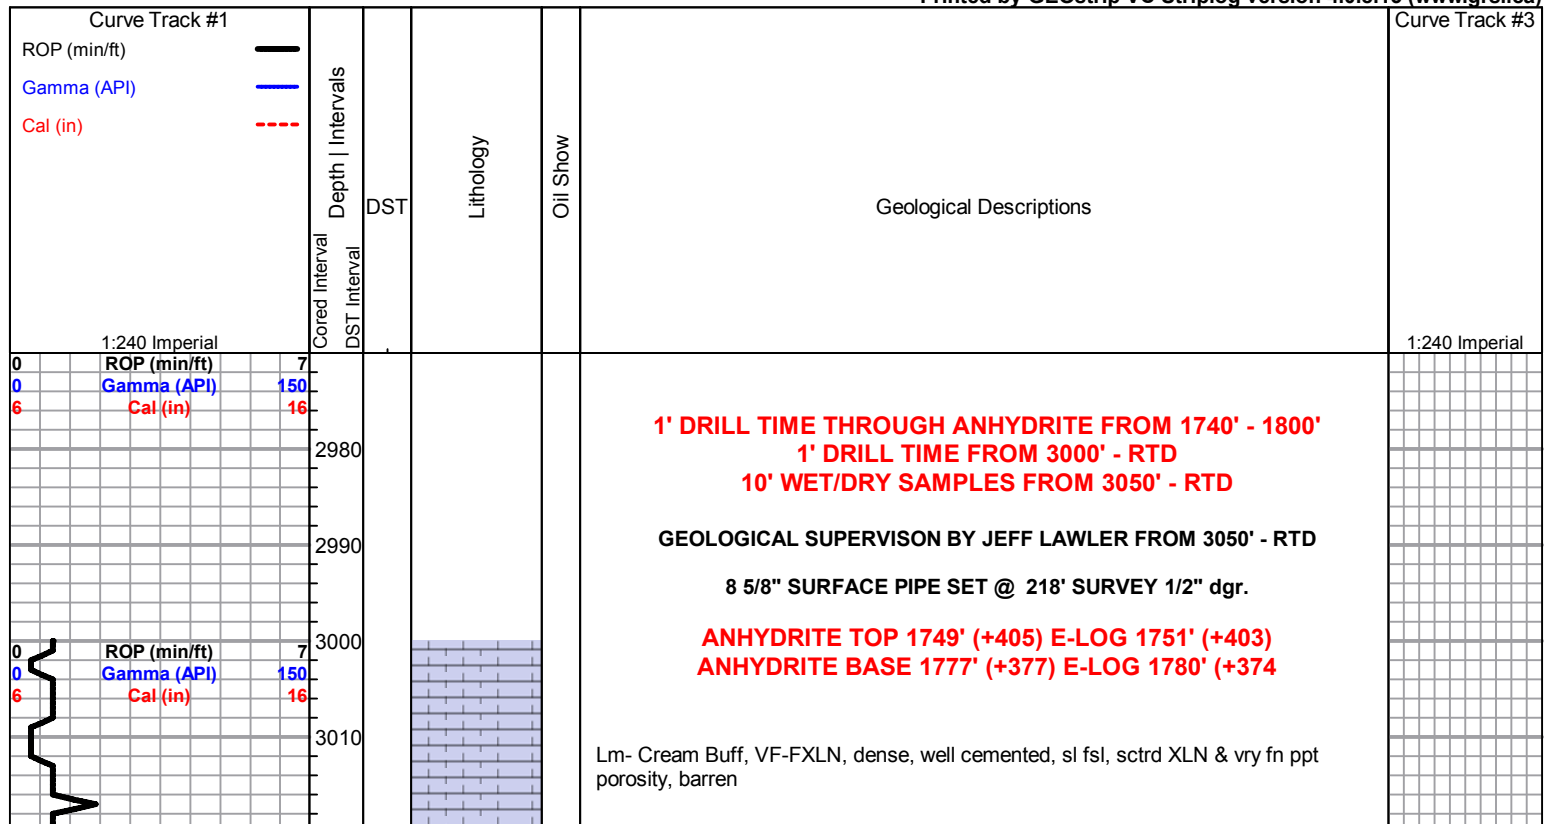 Curve Track #1
ROP (min/ft)
Gamma (API)
Cal (in)
1:240 Imperial
Depth | Intervals
Cored Interval
DST Interval
DST
Lithology
Oil Show
Geological Descriptions
Curve Track #3
1:240 Imperial
0 ROP (min/ft) 7
0 Gamma (API) 150
6 Cal (in) 16
2980
2990
3000
0 ROP (min/ft) 7
0 Gamma (API) 150
6 Cal (in) 16
3010
1' DRILL TIME THROUGH ANHYDRITE FROM 1740' - 1800'
1' DRILL TIME FROM 3000' - RTD
10' WET/DRY SAMPLES FROM 3050' - RTD
GEOLOGICAL SUPERVISON BY JEFF LAWLER FROM 3050' - RTD
8 5/8" SURFACE PIPE SET @ 218' SURVEY 1/2" dgr.
ANHYDRITE TOP 1749' (+405) E-LOG 1751' (+403)
ANHYDRITE BASE 1777' (+377) E-LOG 1780' (+374
Lm- Cream Buff, VF-FXLN, dense, well cemented, sl fsl, sctrd XLN & vry fn ppt
porosity, barren